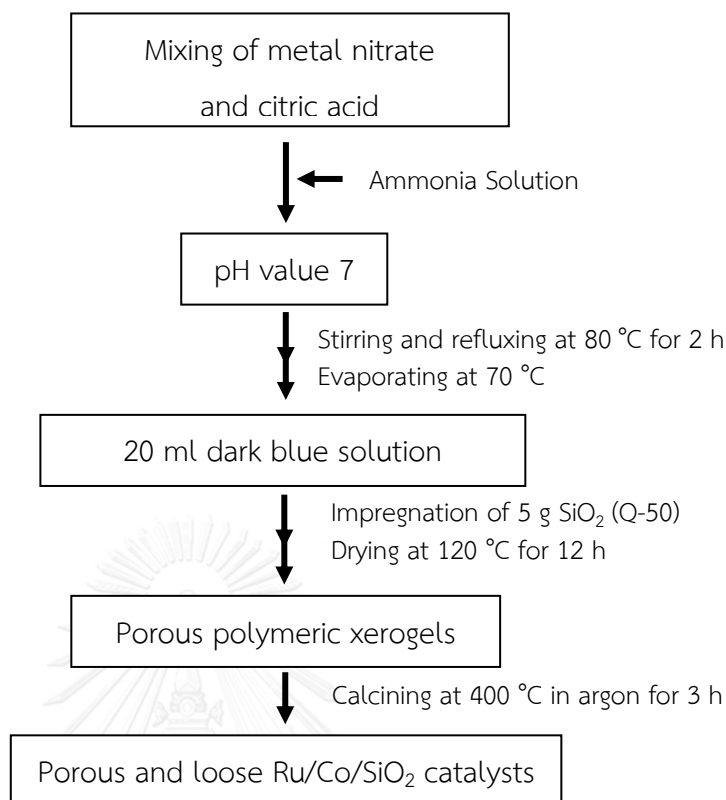 Mixing of metal nitrate
and citric acid
Ammonia Solution
pH value 7
Stirring and refluxing at 80 °C for 2 h
Evaporating at 70 °C
20 ml dark blue solution
Impregnation of 5 g SiO₂ (Q-50)
Drying at 120 °C for 12 h
Porous polymeric xerogels
Calcining at 400 °C in argon for 3 h
Porous and loose Ru/Co/SiO₂ catalysts